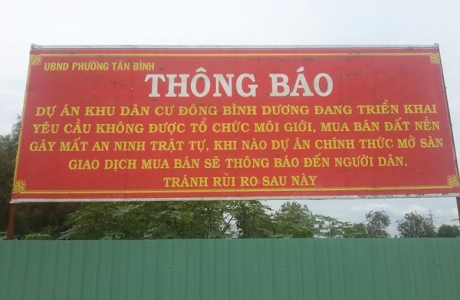 UBND PHƯỜNG TÂN BÌNH
THÔNG BÁO
DỰ ÁN KHU DÂN CƯ ĐÔNG BÌNH DƯƠNG ĐANG TRIỂN KHAI
YÊU CẦU KHÔNG ĐƯỢC TỔ CHỨC MÔI GIỚI, MUA BÁN ĐẤT NỀN
GÂY MẤT AN NINH TRẬT TỰ, KHI NÀO DỰ ÁN CHÍNH THỨC MỞ SÀN
GIAO DỊCH MUA BÁN SẼ THÔNG BÁO ĐẾN NGƯỜI DÂN,
TRÁNH RỦI RO SAU NÀY